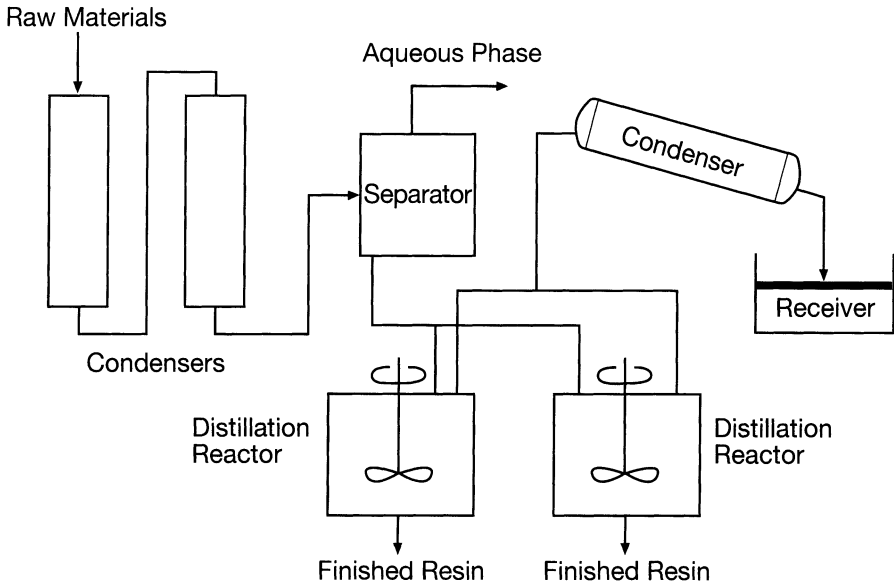 Raw Materials
Aqueous Phase
Condenser
Separator
Receiver
Condensers
Distillation
Reactor
Distillation
Reactor
Finished Resin
Finished Resin